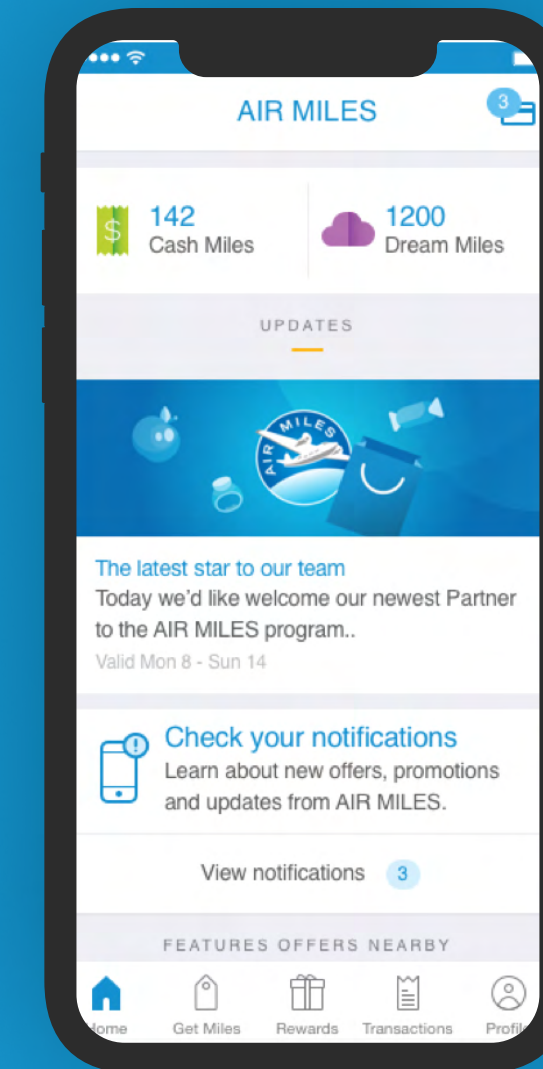 AIR MILES
3
142
Cash Miles
1200
Dream Miles
UPDATES
AIR MILES
The latest star to our team
Today we'd like welcome our newest Partner
to the AIR MILES program..
Valid Mon 8 - Sun 14
Check your notifications
Learn about new offers, promotions
and updates from AIR MILES.
View notifications 3
FEATURES OFFERS NEARBY
Home Get Miles Rewards Transactions Profile